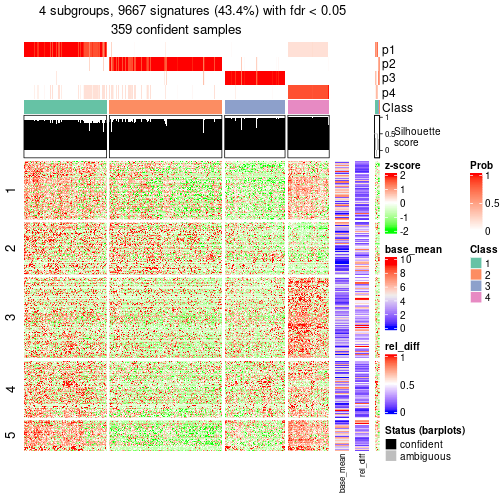 4 subgroups, 9667 signatures (43.4%) with fdr < 0.05
359 confident samples
p1
p2
p3
p4
Class
1
0.5
0
Silhouette
score
1
2
3
4
5
base_mean
rel_diff
z-score
2
1
0
-1
-2
Prob
1
0.5
0
base_mean
10
8
6
4
2
0
Class
1
2
3
4
rel_diff
1
0.5
0
Status (barplots)
confident
ambiguous